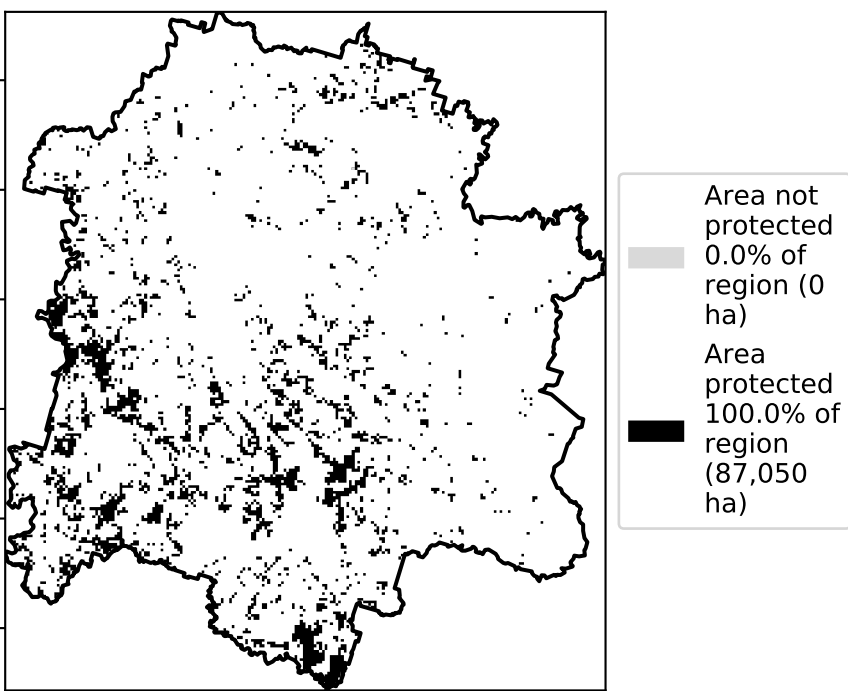 Area not
protected
0.0% of
region (0
ha)
Area
protected
100.0% of
region
(87,050
ha)